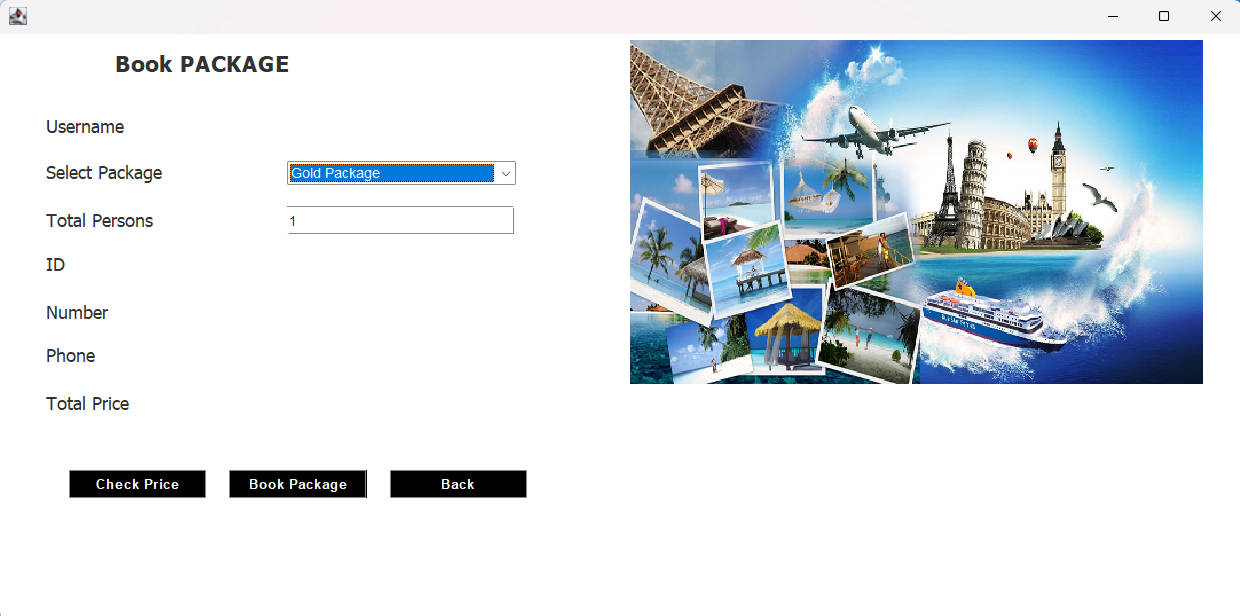 Book PACKAGE
Username
Select Package Gold Package
Total Persons 1
ID
Number
Phone
Total Price
Check Price Book Package Back